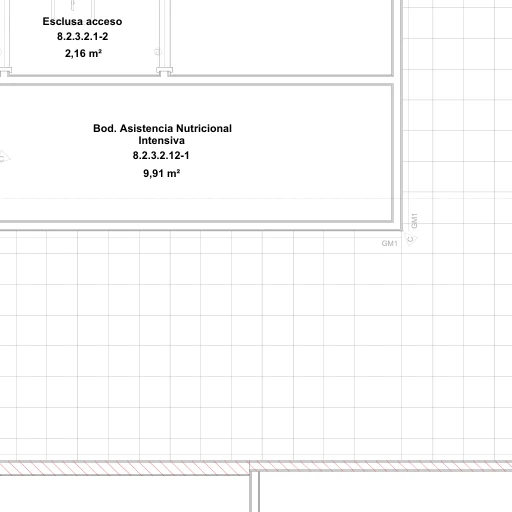 Esclusa acceso
8.2.3.2.1-2
2,16 m²
Bod. Asistencia Nutricional
Intensiva
8.2.3.2.12-1
9,91 m²
GM1
GM1